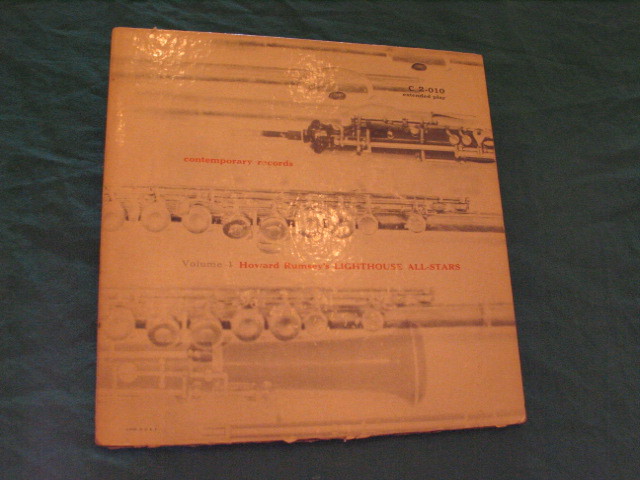 C 2-010
extended play
contemporary records
Volume 1 Howard Rumsey's LIGHTHOUSE ALL-STARS